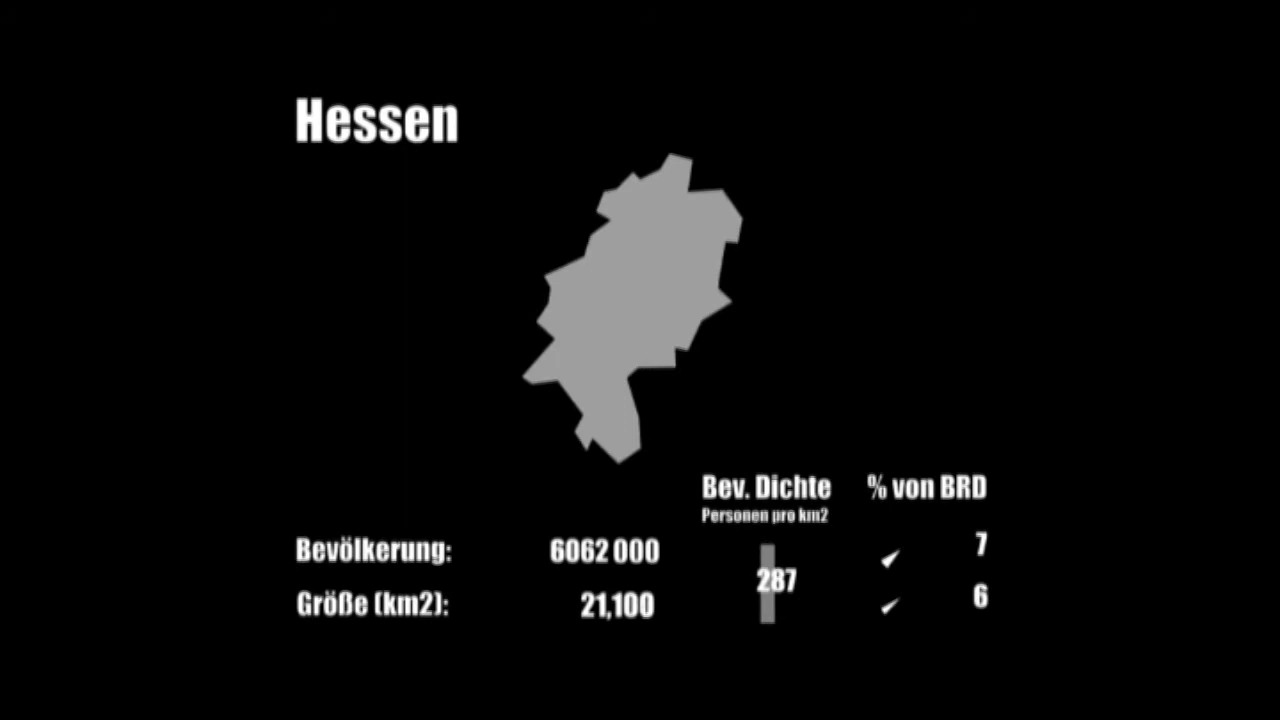 Hessen
Bev. Dichte % von BRD
Personen pro km2
Bevölkerung: 6062 000 7
287
Größe (km2): 21,100 6